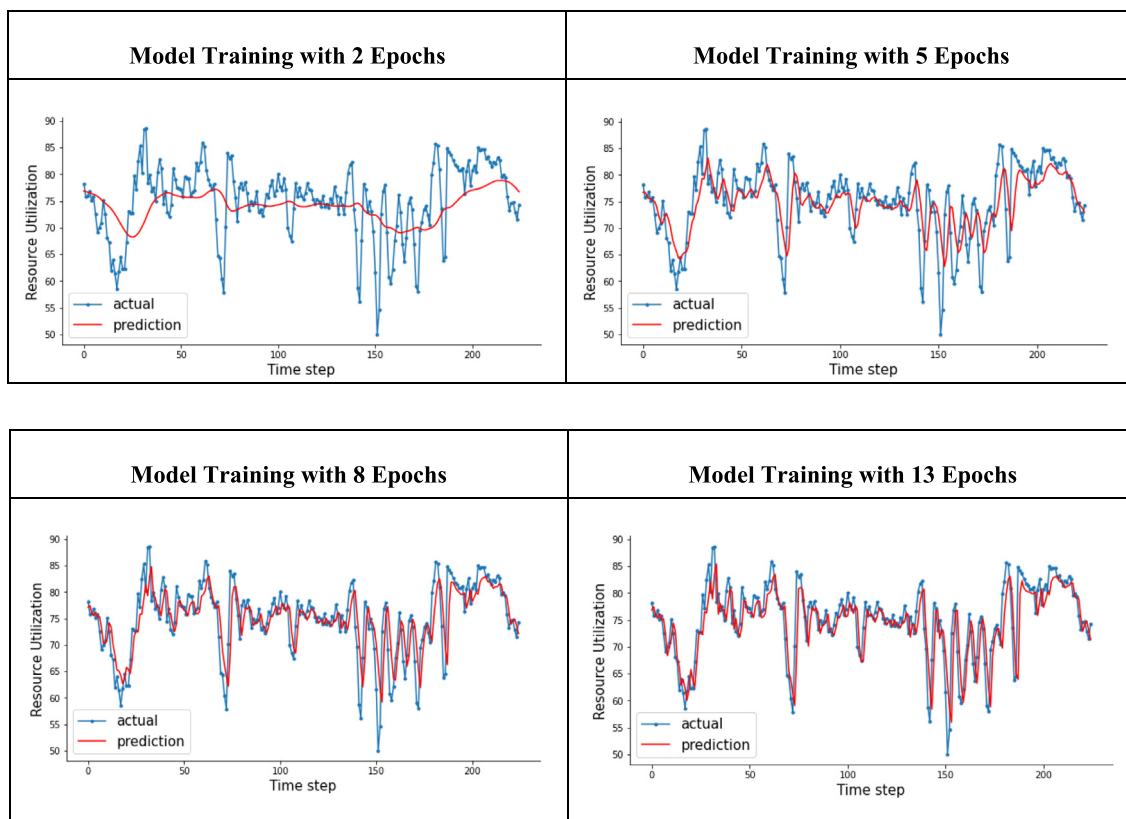 Model Training with 2 Epochs
Model Training with 5 Epochs
90
85
80
75
70
65
60
55
50
Resource Utilization
actual
prediction
0
50
100
150
200
Time step
90
85
80
75
70
65
60
55
50
Resource Utilization
actual
prediction
0
50
100
150
200
Time step
Model Training with 8 Epochs
Model Training with 13 Epochs
90
85
80
75
70
65
60
55
50
Resource Utilization
actual
prediction
0
50
100
150
200
Time step
90
85
80
75
70
65
60
55
50
Resource Utilization
actual
prediction
0
50
100
150
200
Time step